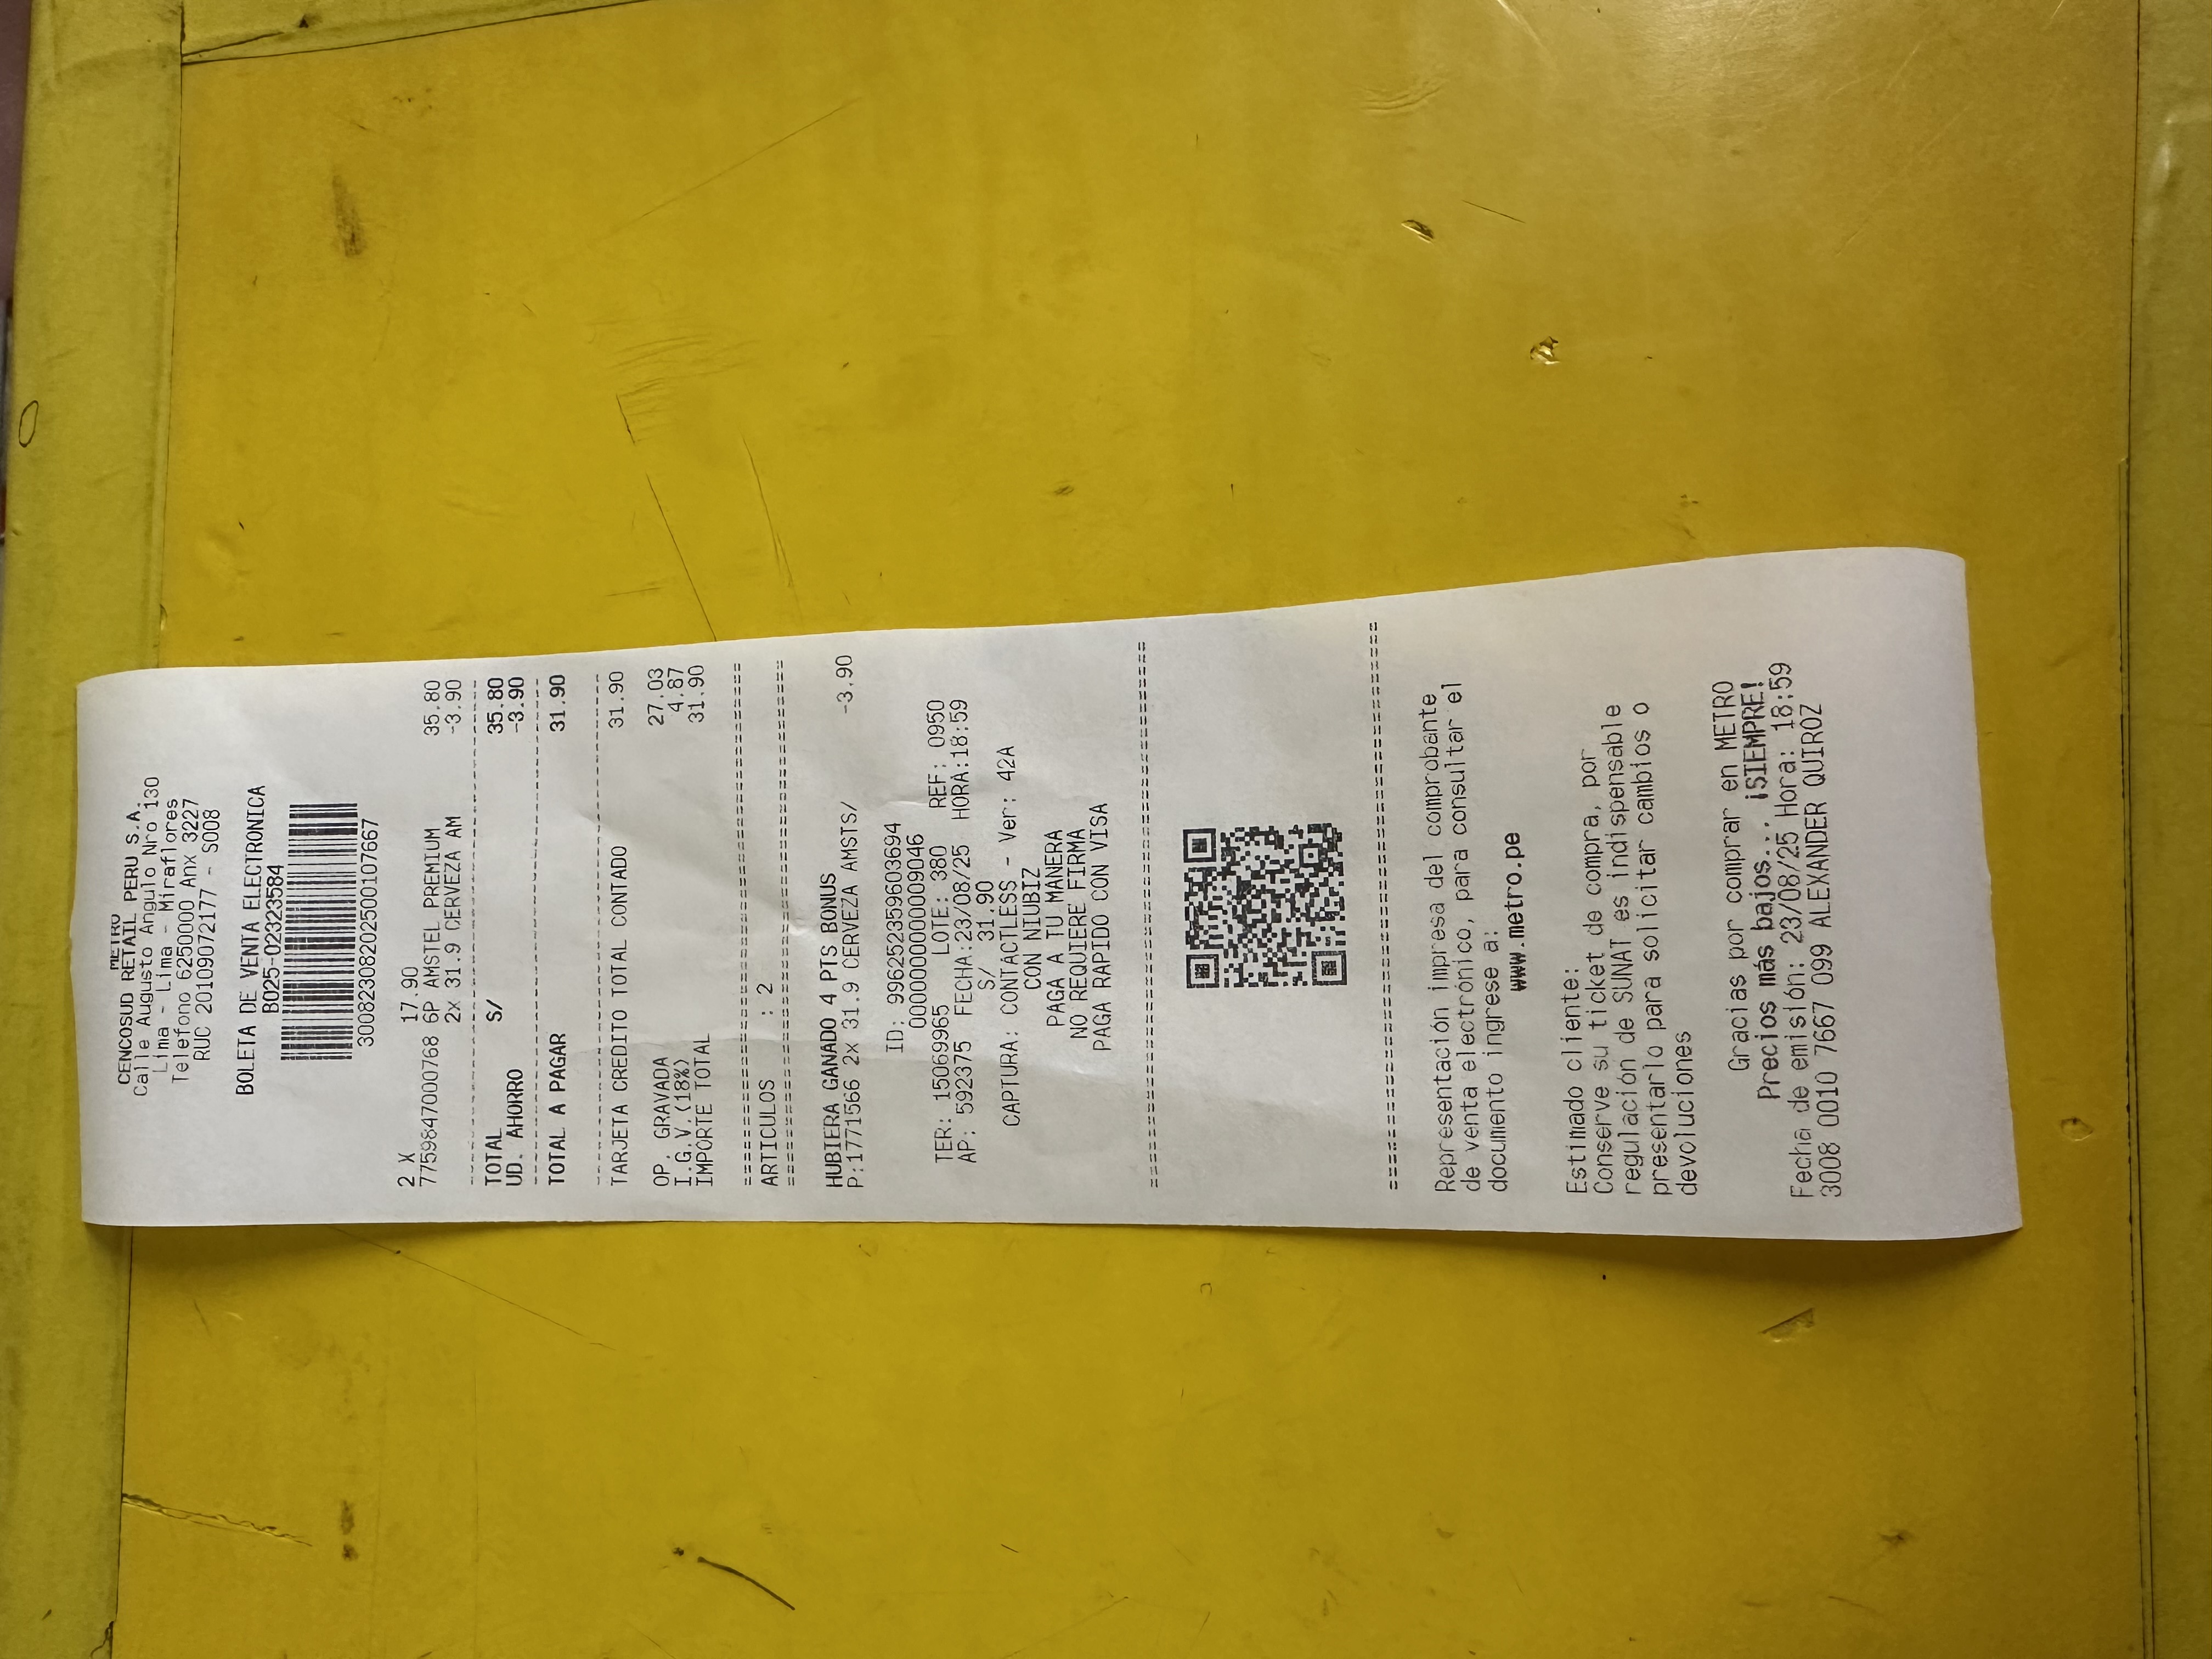 METRO
CENCOSUD RETAIL PERU S.A.
Calle Augusto Angulo Nro 130
Lima - Lima - Miraflores
Telefono 6250000 Anx 3227
RUC 20109072177 - S008
BOLETA DE VENTA ELECTRONICA
B025-02323584
30082308202500107667
2 X 17.90
7759847000768 6P AMSTEL PREMIUM 35.80
2x 31.9 CERVEZA AM -3.90
TOTAL S/ 35.80
UD. AHORRO -3.90
TOTAL A PAGAR 31.90
TARJETA CREDITO TOTAL CONTADO 31.90
OP. GRAVADA 27.03
I.G.V.(18%) 4.87
IMPORTE TOTAL 31.90
ARTICULOS : 2
HUBIERA GANADO 4 PTS BONUS
P:1771566 2x 31.9 CERVEZA AMSTS/ -3.90
ID: 996252359603694
0000000000009046
TER: 15069965 LOTE: 380 REF: 0950
AP: 592375 FECHA:23/08/25 HORA:18:59
S/ 31.90
CAPTURA: CONTACTLESS - Ver: 42A
CON NIUBIZ
PAGA A TU MANERA
NO REQUIERE FIRMA
PAGA RAPIDO CON VISA
Representación impresa del comprobante
de venta electrónico, para consultar el
documento ingrese a:
www.metro.pe
Estimado cliente:
Conserve su ticket de compra, por
regulación de SUNAT es indispensable
presentarlo para solicitar cambios o
devoluciones
Gracias por comprar en METRO
Precios más bajos... ¡SIEMPRE!
Fecha de emisión: 23/08/25 Hora: 18:59
3008 0010 7667 099 ALEXANDER QUIROZ